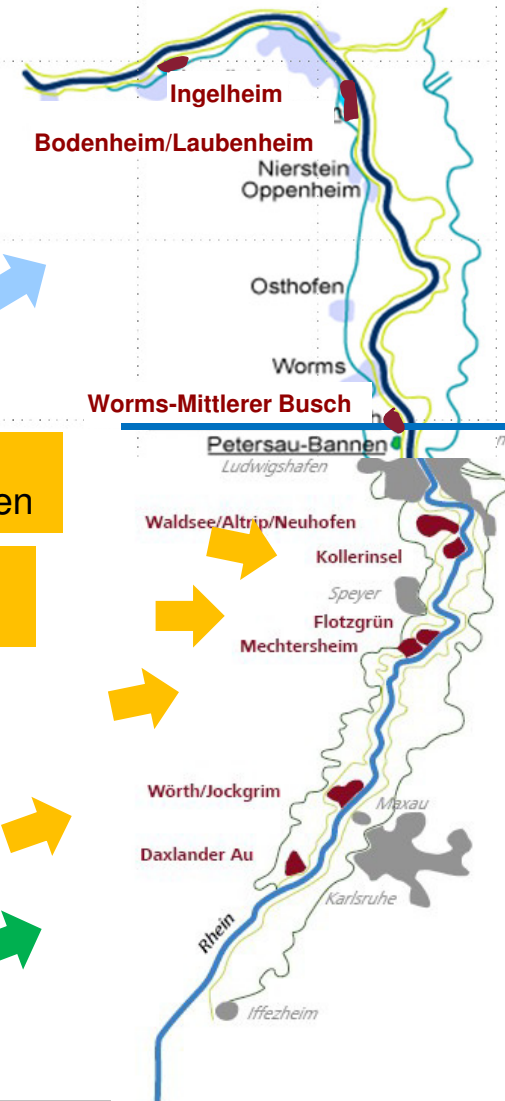 Ingelheim
Bodenheim/Laubenheim
Nierstein
Oppenheim
Osthofen
Worms
Worms-Mittlerer Busch
Petersau-Bannen
Ludwigshafen
en
Waldsee/Altrip/Neuhofen
Kollerinsel
Speyer
Flotzgrün
Mechtersheim
Wörth/Jockgrim
Maxau
Daxlander Au
Karlsruhe
Rhein
Iffezheim